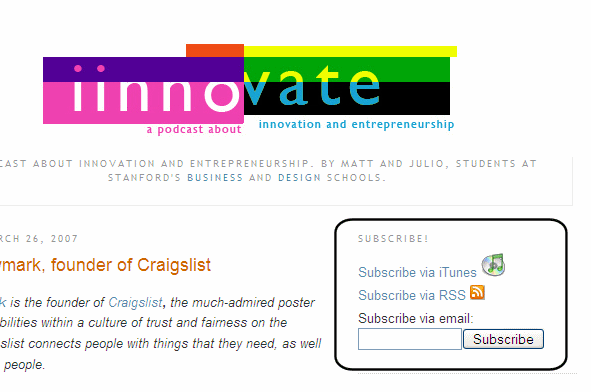 iinnovate
a podcast about innovation and entrepreneurship
CAST ABOUT INNOVATION AND ENTREPRENEURSHIP. BY MATT AND JULIO, STUDENTS AT
STANFORD'S BUSINESS AND DESIGN SCHOOLS.
RCH 26, 2007
mark, founder of Craigslist
k is the founder of Craigslist, the much-admired poster
bilities within a culture of trust and fairness on the
slist connects people with things that they need, as well
people.
SUBSCRIBE!
Subscribe via iTunes
Subscribe via RSS
Subscribe via email:
Subscribe